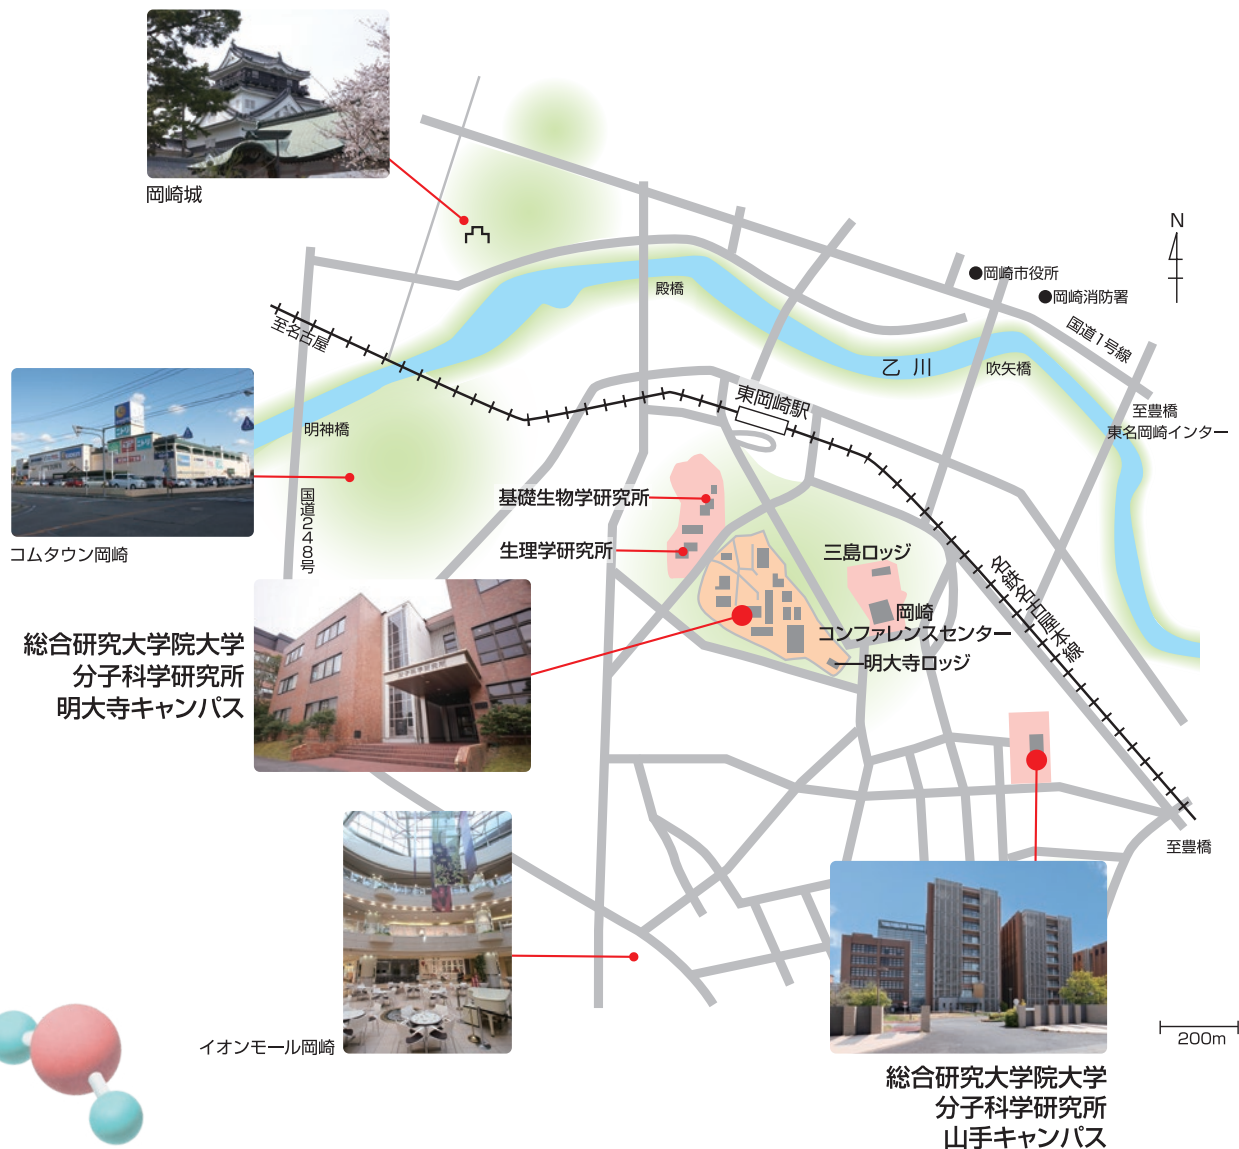 岡崎城
N
岡崎市役所
岡崎消防署
国道1号線
殿橋
至名古屋
乙川
吹矢橋
東岡崎駅
至豊橋
東名岡崎インター
明神橋
国道248号
コムタウン岡崎
基礎生物学研究所
生理学研究所
三島ロッジ
岡崎
コンファレンスセンター
明大寺ロッジ
名鉄名古屋本線
総合研究大学院大学
分子科学研究所
明大寺キャンパス
分子科学研究所
至豊橋
イオンモール岡崎
200m
総合研究大学院大学
分子科学研究所
山手キャンパス